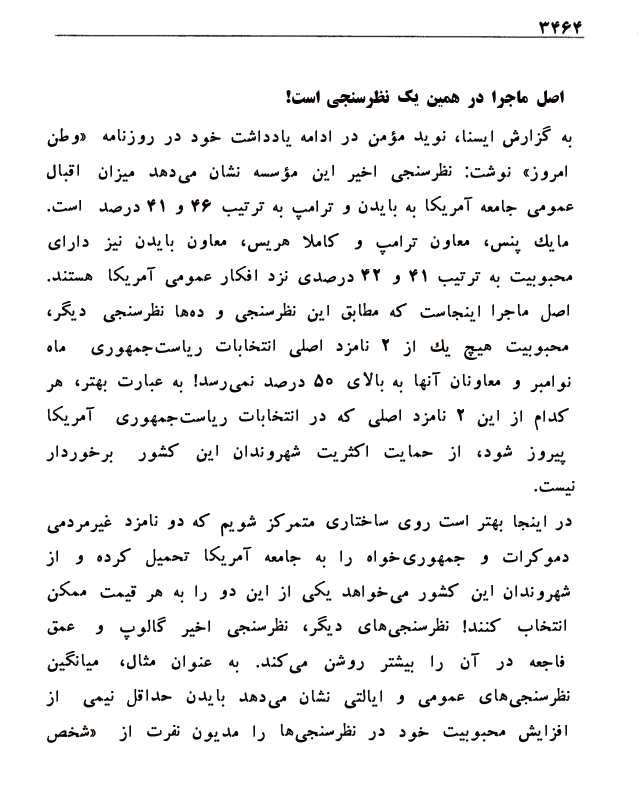 ۳۴۶۴
اصل ماجرا در همین یک نظرسنجی است!
به گزارش ایسنا، نوید مؤمن در ادامه یادداشت خود در روزنامه «وطن
امروز» نوشت: نظرسنجی اخیر این مؤسسه نشان می‌دهد میزان اقبال
عمومی جامعه آمریکا به بایدن و ترامپ به ترتیب ۴۶ و ۴۱ درصد است.
مایك پنس، معاون ترامپ و کاملا هریس، معاون بایدن نیز دارای
محبوبیت به ترتیب ۴۱ و ۴۲ درصدی نزد افکار عمومی آمریکا هستند.
اصل ماجرا اینجاست که مطابق این نظرسنجی و ده‌ها نظرسنجی دیگر،
محبوبیت هیچ یك از ۲ نامزد اصلی انتخابات ریاست‌جمهوری ماه
نوامبر و معاونان آنها به بالای ۵۰ درصد نمی‌رسد! به عبارت بهتر، هر
کدام از این ۲ نامزد اصلی که در انتخابات ریاست‌جمهوری آمریکا
پیروز شود، از حمایت اکثریت شهروندان این کشور برخوردار
نیست.
در اینجا بهتر است روی ساختاری متمرکز شویم که دو نامزد غیرمردمی
دموکرات و جمهوری‌خواه را به جامعه آمریکا تحمیل کرده و از
شهروندان این کشور می‌خواهد یکی از این دو را به هر قیمت ممکن
انتخاب کنند! نظرسنجی‌های دیگر، نظرسنجی اخیر گالوپ و عمق
فاجعه در آن را بیشتر روشن می‌کند. به عنوان مثال، میانگین
نظرسنجی‌های عمومی و ایالتی نشان می‌دهد بایدن حداقل نیمی از
افزایش محبوبیت خود در نظرسنجی‌ها را مدیون نفرت از «شخص